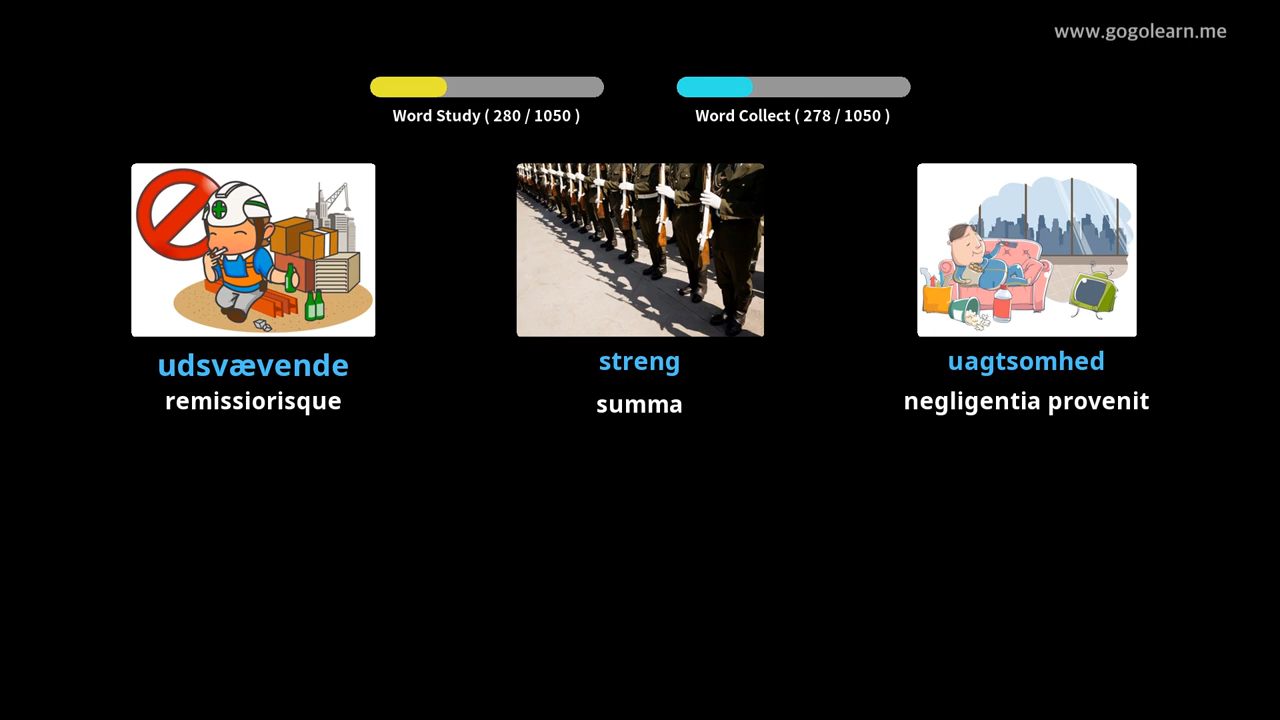 www.gogolearn.me
Word Study ( 280 / 1050 )
Word Collect ( 278 / 1050 )
udsvævende
remissiorisque
streng
summa
uagtsomhed
negligentia provenit